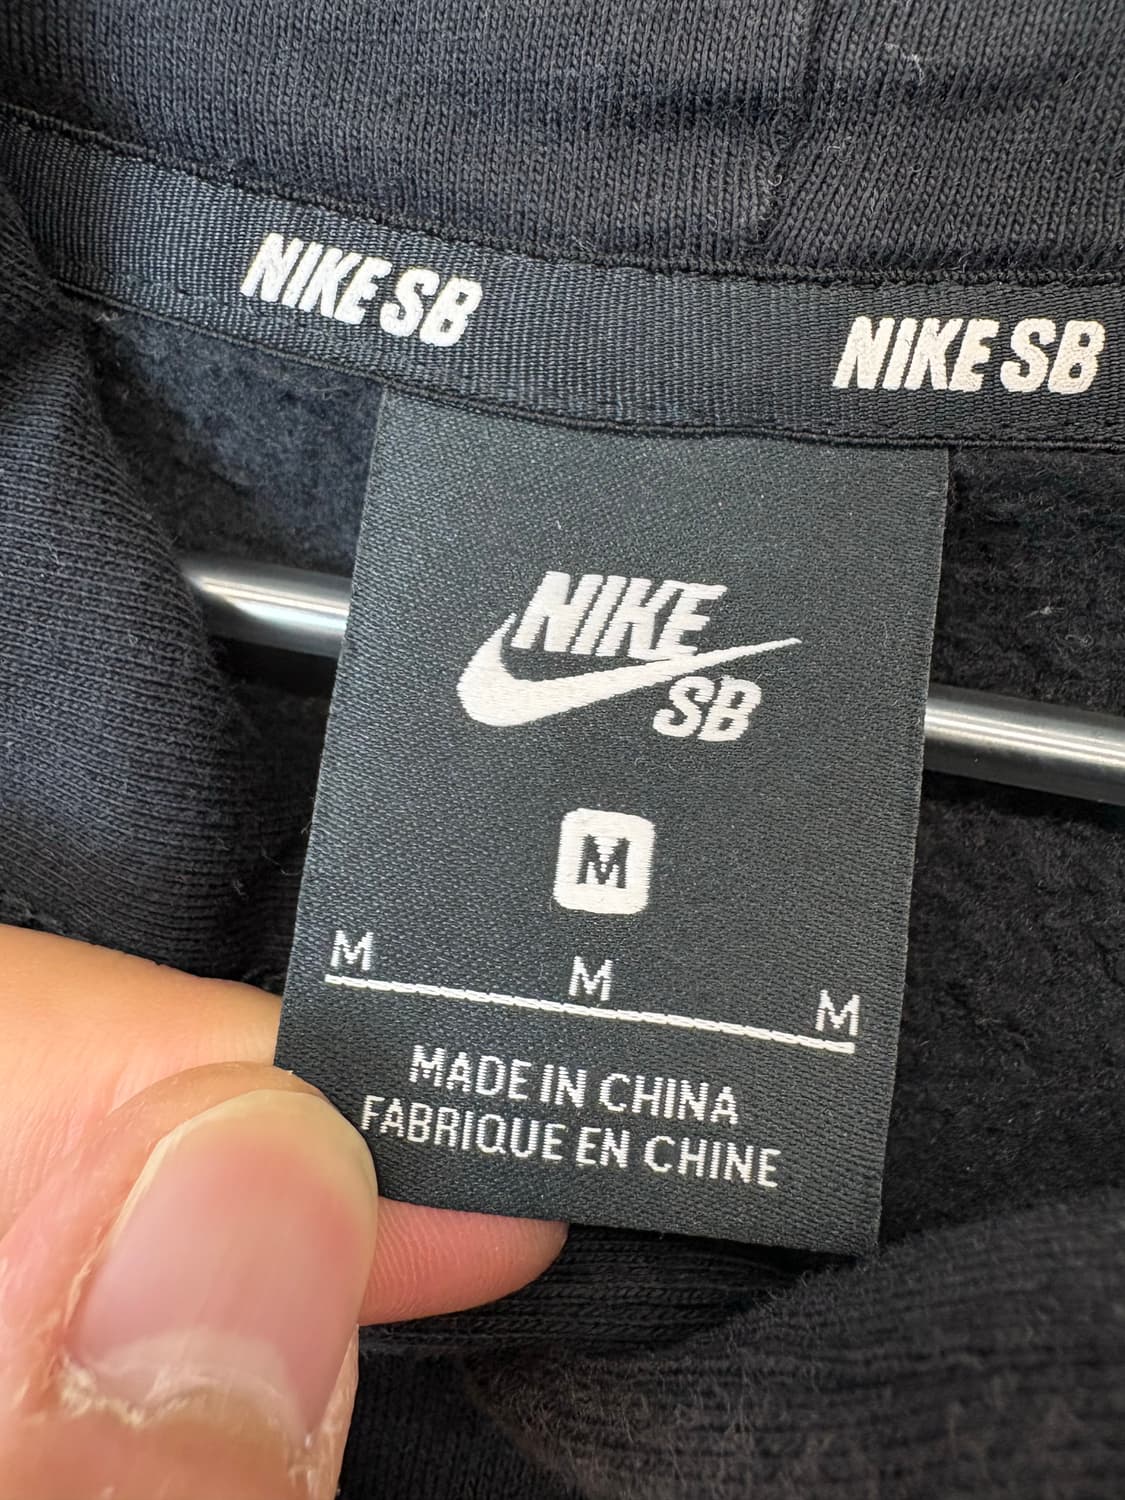 NIKE SB
NIKE SB
NIKE
SB
M
M M M
MADE IN CHINA
FABRIQUE EN CHINE